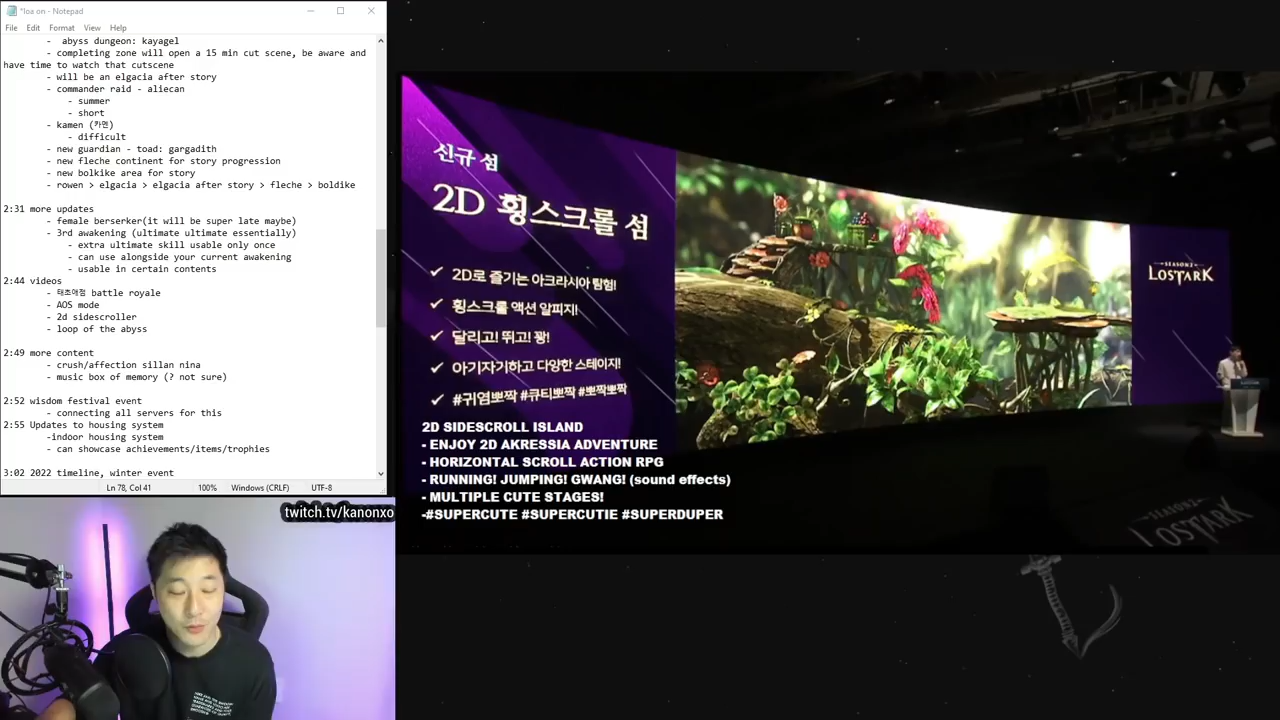 *loa on - Notepad
File Edit Format View Help
- abyss dungeon: kayagel
- completing zone will open a 15 min cut scene, be aware and
have time to watch that cutscene
- will be an elgacia after story
- commander raid - aliecan
- summer
- short
- kamen (카멘)
- difficult
- new guardian - toad: gargadith
- new fleche continent for story progression
- new bolkike area for story
- rowen > elgacia > elgacia after story > fleche > boldike
2:31 more updates
- female berserker(it will be super late maybe)
- 3rd awakening (ultimate ultimate essentially)
- extra ultimate skill usable only once
- can use alongside your current awakening
- usable in certain contents
2:44 videos
- battle royale
- AOS mode
- 2d sidescroller
- loop of the abyss
2:49 more content
- crush/affection sillan nina
- music box of memory (? not sure)
2:52 wisdom festival event
- connecting all servers for this
2:55 Updates to housing system
-indoor housing system
- can showcase achievements/items/trophies
3:02 2022 timeline, winter event
Ln 78, Col 41 100% Windows (CRLF) UTF-8
twitch.tv/kanonxo
신규 섬
2D 횡스크롤 섬
✓ 2D로 즐기는 아크라시아 탐험!
✓ 횡스크롤 액션 알피지!
✓ 달리고! 뛰고! 꽝!
✓ 아기자기하고 다양한 스테이지!
✓ #귀염뽀짝 #큐티뽀짝 #뽀짝뽀짝
SEASON2
LOSTARK
2D SIDESCROLL ISLAND
- ENJOY 2D AKRESSIA ADVENTURE
- HORIZONTAL SCROLL ACTION RPG
- RUNNING! JUMPING! GWANG! (sound effects)
- MULTIPLE CUTE STAGES!
-#SUPERCUTE #SUPERCUTIE #SUPERDUPER
LOSTARK